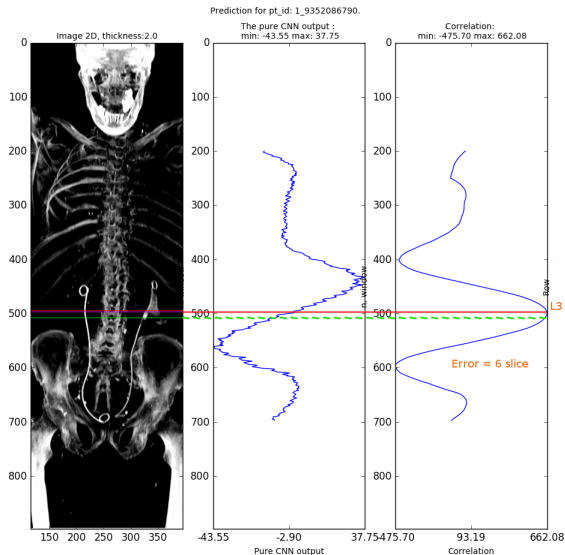 Prediction for pt_id: 1_9352086790.
Image 2D, thickness:2.0
The pure CNN output :
min: -43.55 max: 37.75
Correlation:
min: -475.70 max: 662.08
0
100
200
300
400
500
600
700
800
100 150 200 250 300 350
0
100
200
300
400
500
600
700
800
-43.55 -2.90 37.75
Pure CNN output
n. window
0
100
200
300
400
500
600
700
800
475.70 93.19 662.08
Correlation
Row
L3
Error = 6 slice